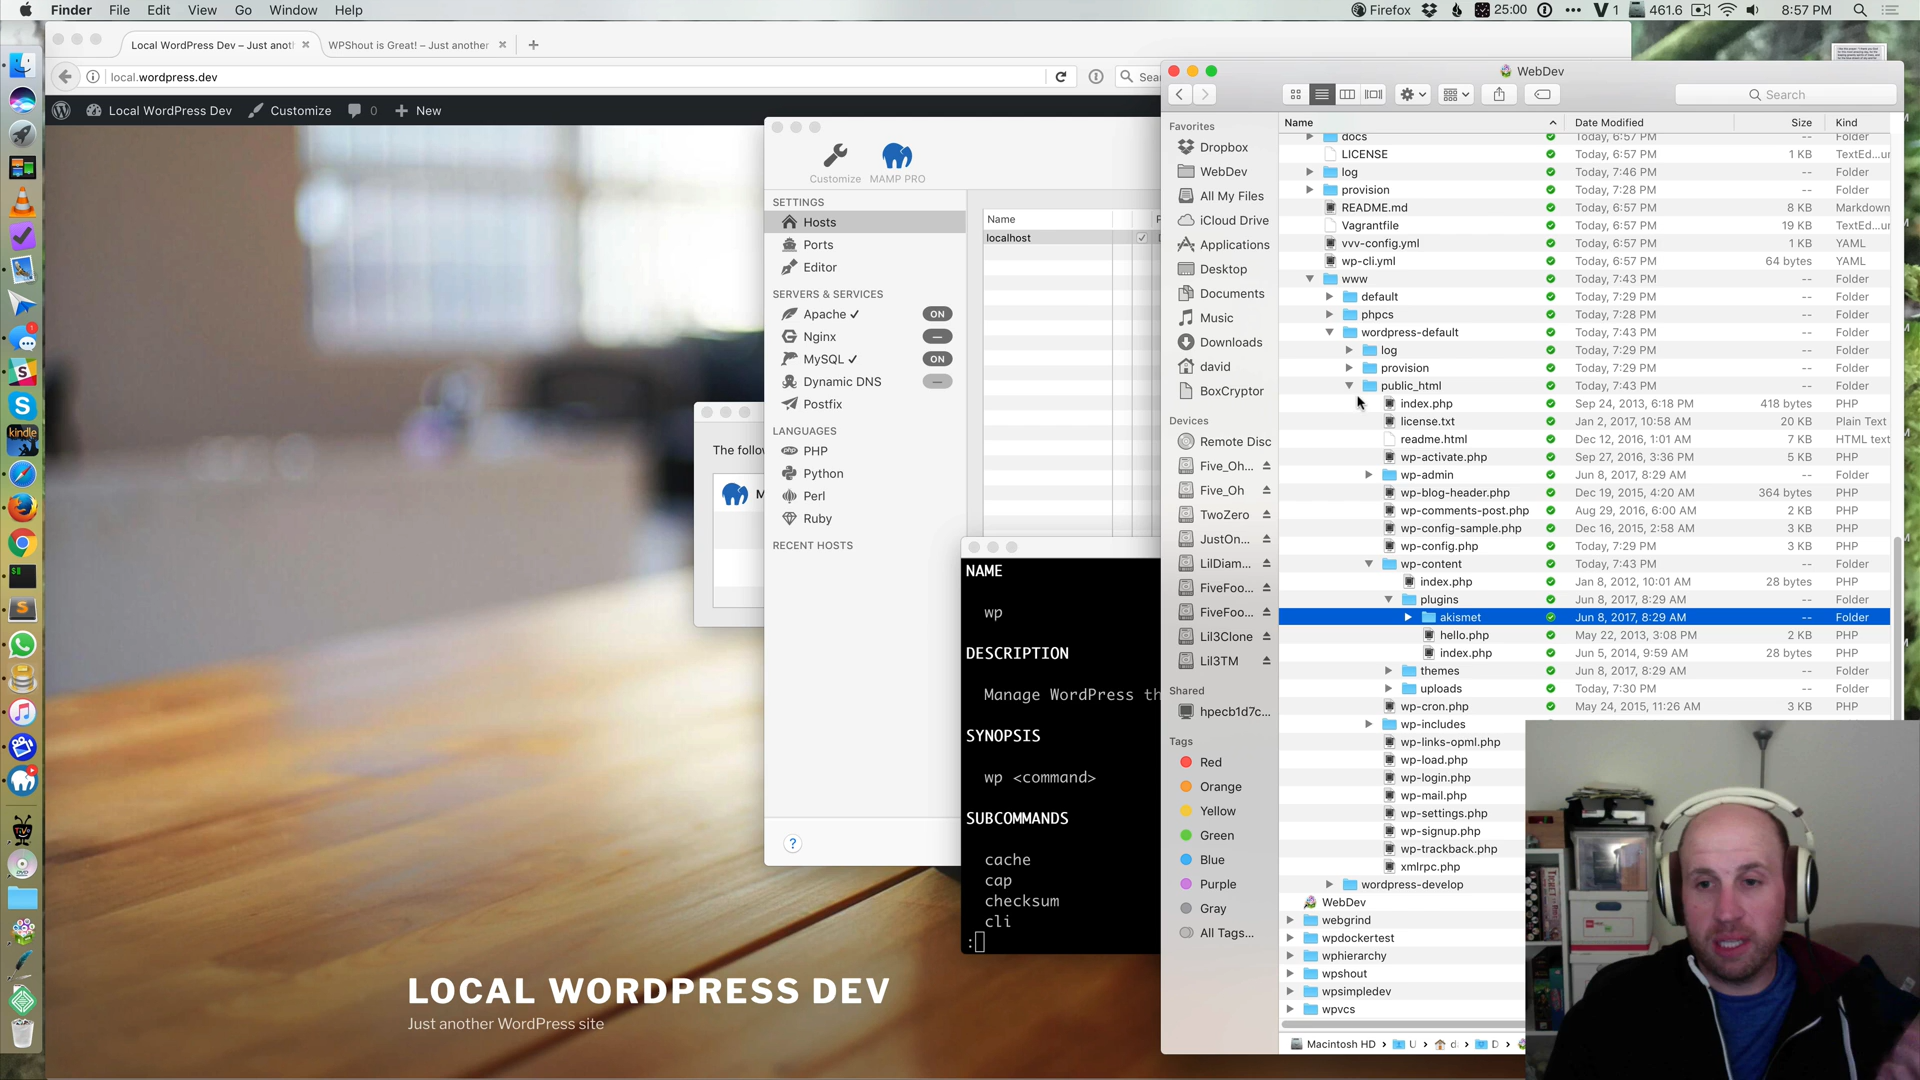 Finder File Edit View Go Window Help
Firefox 25:00 V 1 461.6 8:57 PM
Local WordPress Dev – Just anot
WPShout is Great! – Just another
local.wordpress.dev
Sea
Local WordPress Dev Customize 0 New
LOCAL WORDPRESS DEV
Just another WordPress site
The follo
M
Customize MAMP PRO
SETTINGS
Hosts
Ports
Editor
SERVERS & SERVICES
Apache ✓ ON
Nginx
MySQL ✓ ON
Dynamic DNS
Postfix
LANGUAGES
PHP
Python
Perl
Ruby
RECENT HOSTS
Name
localhost
?
NAME
wp
DESCRIPTION
Manage WordPress th
SYNOPSIS
wp <command>
SUBCOMMANDS
cache
cap
checksum
cli
:
WebDev
Search
Favorites
Dropbox
WebDev
All My Files
iCloud Drive
Applications
Desktop
Documents
Music
Downloads
david
BoxCryptor
Devices
Remote Disc
Five_Oh...
Five_Oh
TwoZero
JustOn...
LilDiam...
FiveFoo...
FiveFoo...
Lil3Clone
Lil3TM
Shared
hpecb1d7c...
Tags
Red
Orange
Yellow
Green
Blue
Purple
Gray
All Tags...
Name Date Modified Size Kind
docs Today, 6:57 PM -- Folder
LICENSE Today, 6:57 PM 1 KB TextEd...
log Today, 7:46 PM -- Folder
provision Today, 7:28 PM -- Folder
README.md Today, 6:57 PM 8 KB Markdown
Vagrantfile Today, 6:57 PM 19 KB TextEd...
vvv-config.yml Today, 6:57 PM 1 KB YAML
wp-cli.yml Today, 6:57 PM 64 bytes YAML
www Today, 7:43 PM -- Folder
default Today, 7:29 PM -- Folder
phpcs Today, 7:28 PM -- Folder
wordpress-default Today, 7:43 PM -- Folder
log Today, 7:29 PM -- Folder
provision Today, 7:29 PM -- Folder
public_html Today, 7:43 PM -- Folder
index.php Sep 24, 2013, 6:18 PM 418 bytes PHP
license.txt Jan 2, 2017, 10:58 AM 20 KB Plain Text
readme.html Dec 12, 2016, 1:01 AM 7 KB HTML text
wp-activate.php Sep 27, 2016, 3:36 PM 5 KB PHP
wp-admin Jun 8, 2017, 8:29 AM -- Folder
wp-blog-header.php Dec 19, 2015, 4:20 AM 364 bytes PHP
wp-comments-post.php Aug 29, 2016, 6:00 AM 2 KB PHP
wp-config-sample.php Dec 16, 2015, 2:58 AM 3 KB PHP
wp-config.php Today, 7:29 PM 3 KB PHP
wp-content Today, 7:43 PM -- Folder
index.php Jan 8, 2012, 10:01 AM 28 bytes PHP
plugins Jun 8, 2017, 8:29 AM -- Folder
akismet Jun 8, 2017, 8:29 AM -- Folder
hello.php May 22, 2013, 3:08 PM 2 KB PHP
index.php Jun 5, 2014, 9:59 AM 28 bytes PHP
themes Jun 8, 2017, 8:29 AM -- Folder
uploads Today, 7:30 PM -- Folder
wp-cron.php May 24, 2015, 11:26 AM 3 KB PHP
wp-includes
wp-links-opml.php
wp-load.php
wp-login.php
wp-mail.php
wp-settings.php
wp-signup.php
wp-trackback.php
xmlrpc.php
wordpress-develop
WebDev
webgrind
wpdockertest
wphierarchy
wpshout
wpsimpledev
wpvcs
Macintosh HD › U › d › D ›
kindle
TiVo